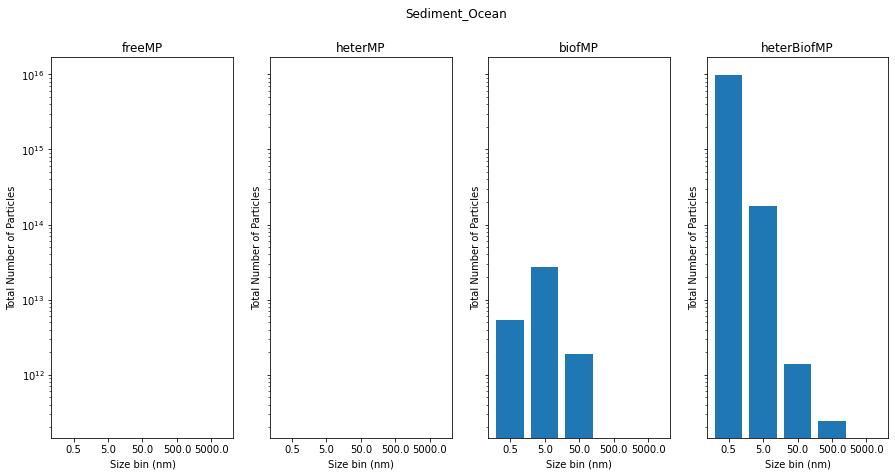 Sediment_Ocean
freeMP
heterMP
biofMP
heterBiofMP
Total Number of Particles
10^16
10^15
10^14
10^13
10^12
0.5 5.0 50.0 500.0 5000.0
Size bin (nm)
Total Number of Particles
0.5 5.0 50.0 500.0 5000.0
Size bin (nm)
Total Number of Particles
0.5 5.0 50.0 500.0 5000.0
Size bin (nm)
Total Number of Particles
0.5 5.0 50.0 500.0 5000.0
Size bin (nm)